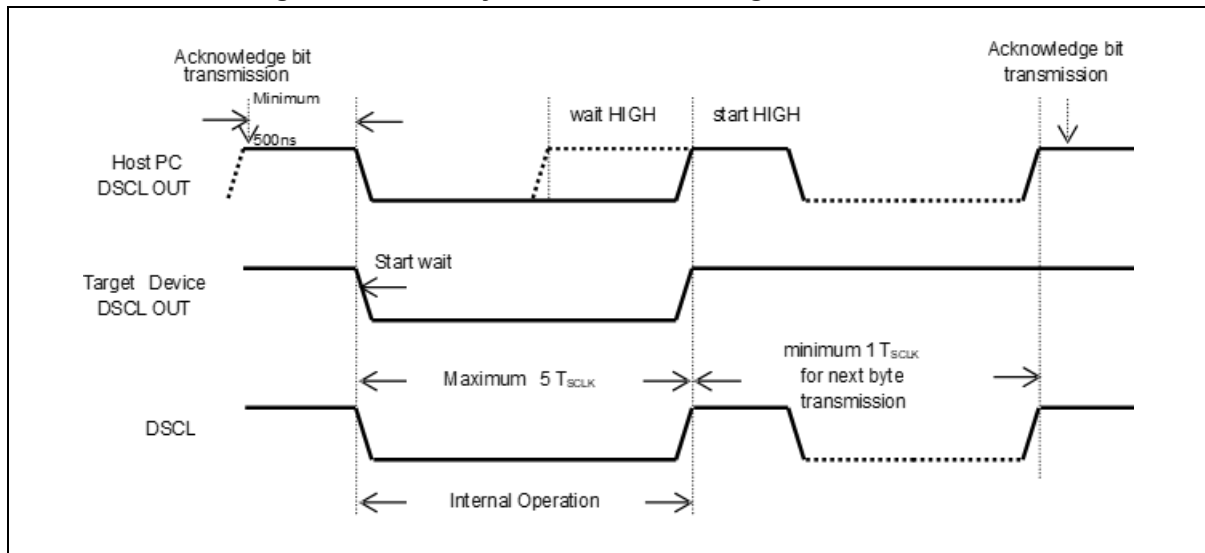 Acknowledge bit
transmission
Acknowledge bit
transmission
Minimum
500ns
wait HIGH
start HIGH
Host PC
DSCL OUT
Start wait
Target Device
DSCL OUT
Maximum 5 TSCLK
minimum 1 TSCLK
for next byte
transmission
DSCL
Internal Operation